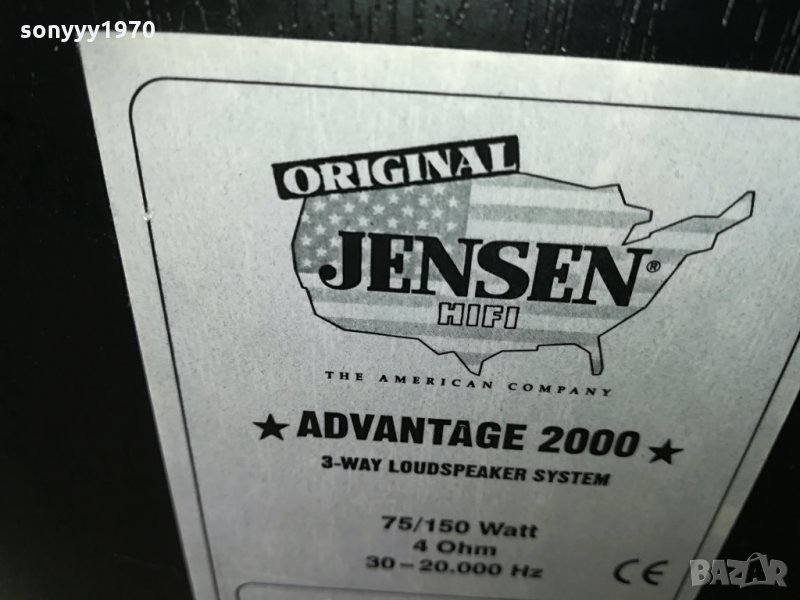 sonyyy1970
ORIGINAL
JENSEN®
HIFI
THE AMERICAN COMPANY
★ ADVANTAGE 2000 ★
3-WAY LOUDSPEAKER SYSTEM
75/150 Watt
4 Ohm
30 – 20.000 Hz
CE
BAZAR